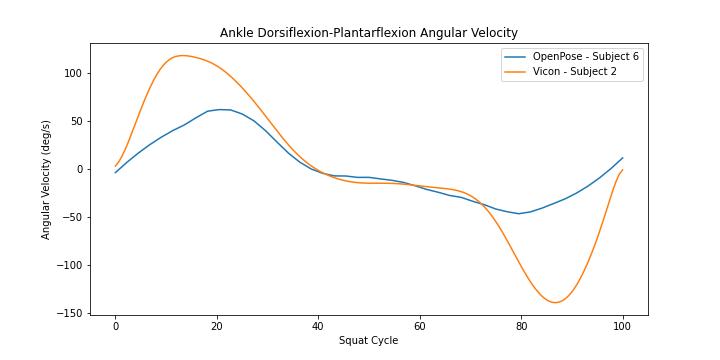 Ankle Dorsiflexion-Plantarflexion Angular Velocity
OpenPose - Subject 6
Vicon - Subject 2
Angular Velocity (deg/s)
100
50
0
−50
−100
−150
0
20
40
60
80
100
Squat Cycle